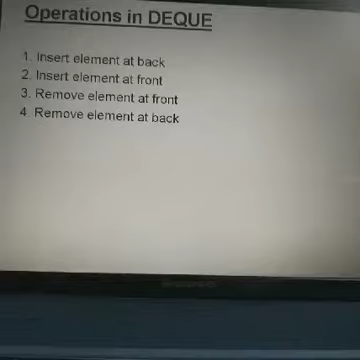 Operations in DEQUE
1. Insert element at back
2. Insert element at front
3. Remove element at front
4. Remove element at back